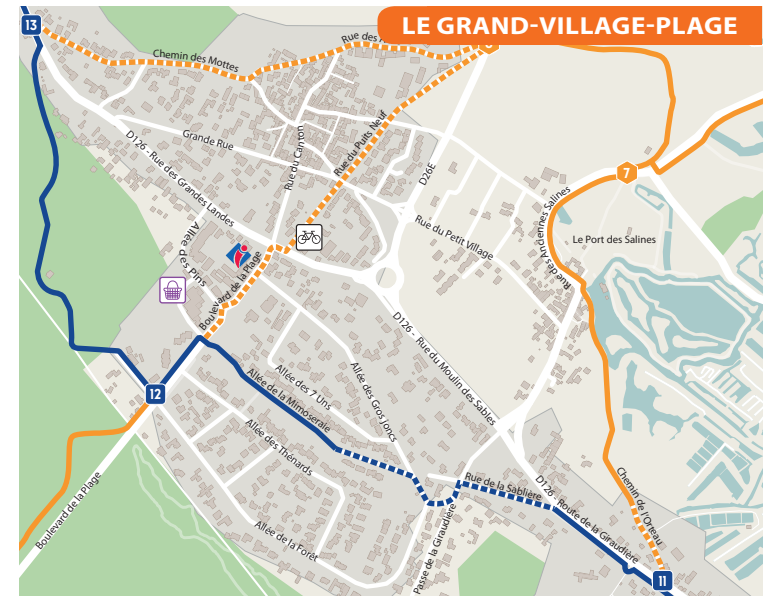 LE GRAND-VILLAGE-PLAGE
13
Chemin des Mottes
Rue des
Grande Rue
Rue du Canton
Rue du Puits Neuf
D26E
D126 - Rue des Grandes Landes
7
Rue des Anciennes Salines
Le Port des Salines
Rue du Petit Village
Allée des Pins
Boulevard de la Plage
D126 - Rue du Moulin des Sables
12
Allée des 7 Uns
Allée des Gros Joncs
Allée de la Mimoseraie
Allée des Thénards
Allée de la Forêt
Boulevard de la Plage
Rue de la Sablière
Passe de la Giraudière
D126 - Route de la Giraudière
Chemin de l'Orteau
11